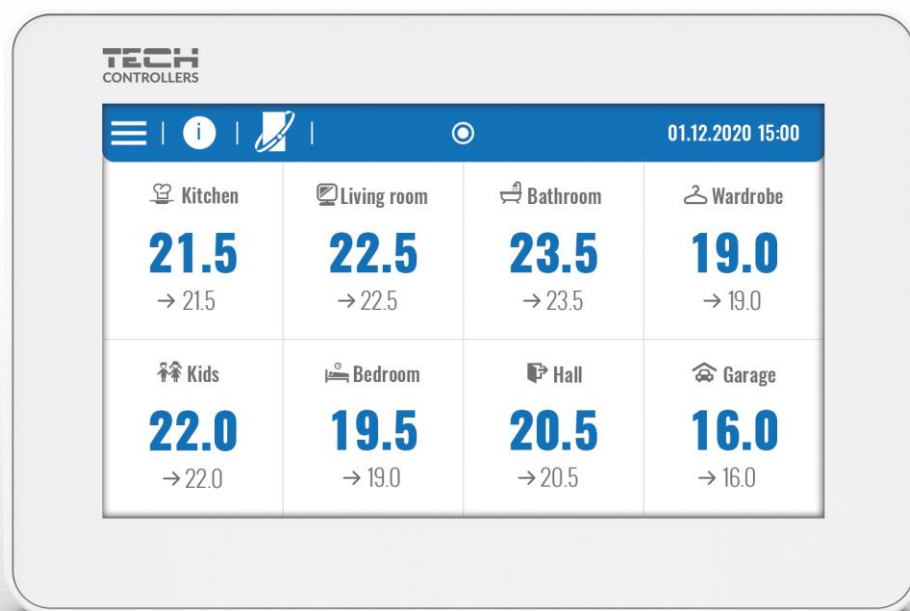 TECH
CONTROLLERS
i
01.12.2020 15:00
Kitchen
Living room
Bathroom
Wardrobe
21.5
22.5
23.5
19.0
→ 21.5
→ 22.5
→ 23.5
→ 19.0
Kids
Bedroom
Hall
Garage
22.0
19.5
20.5
16.0
→ 22.0
→ 19.0
→ 20.5
→ 16.0